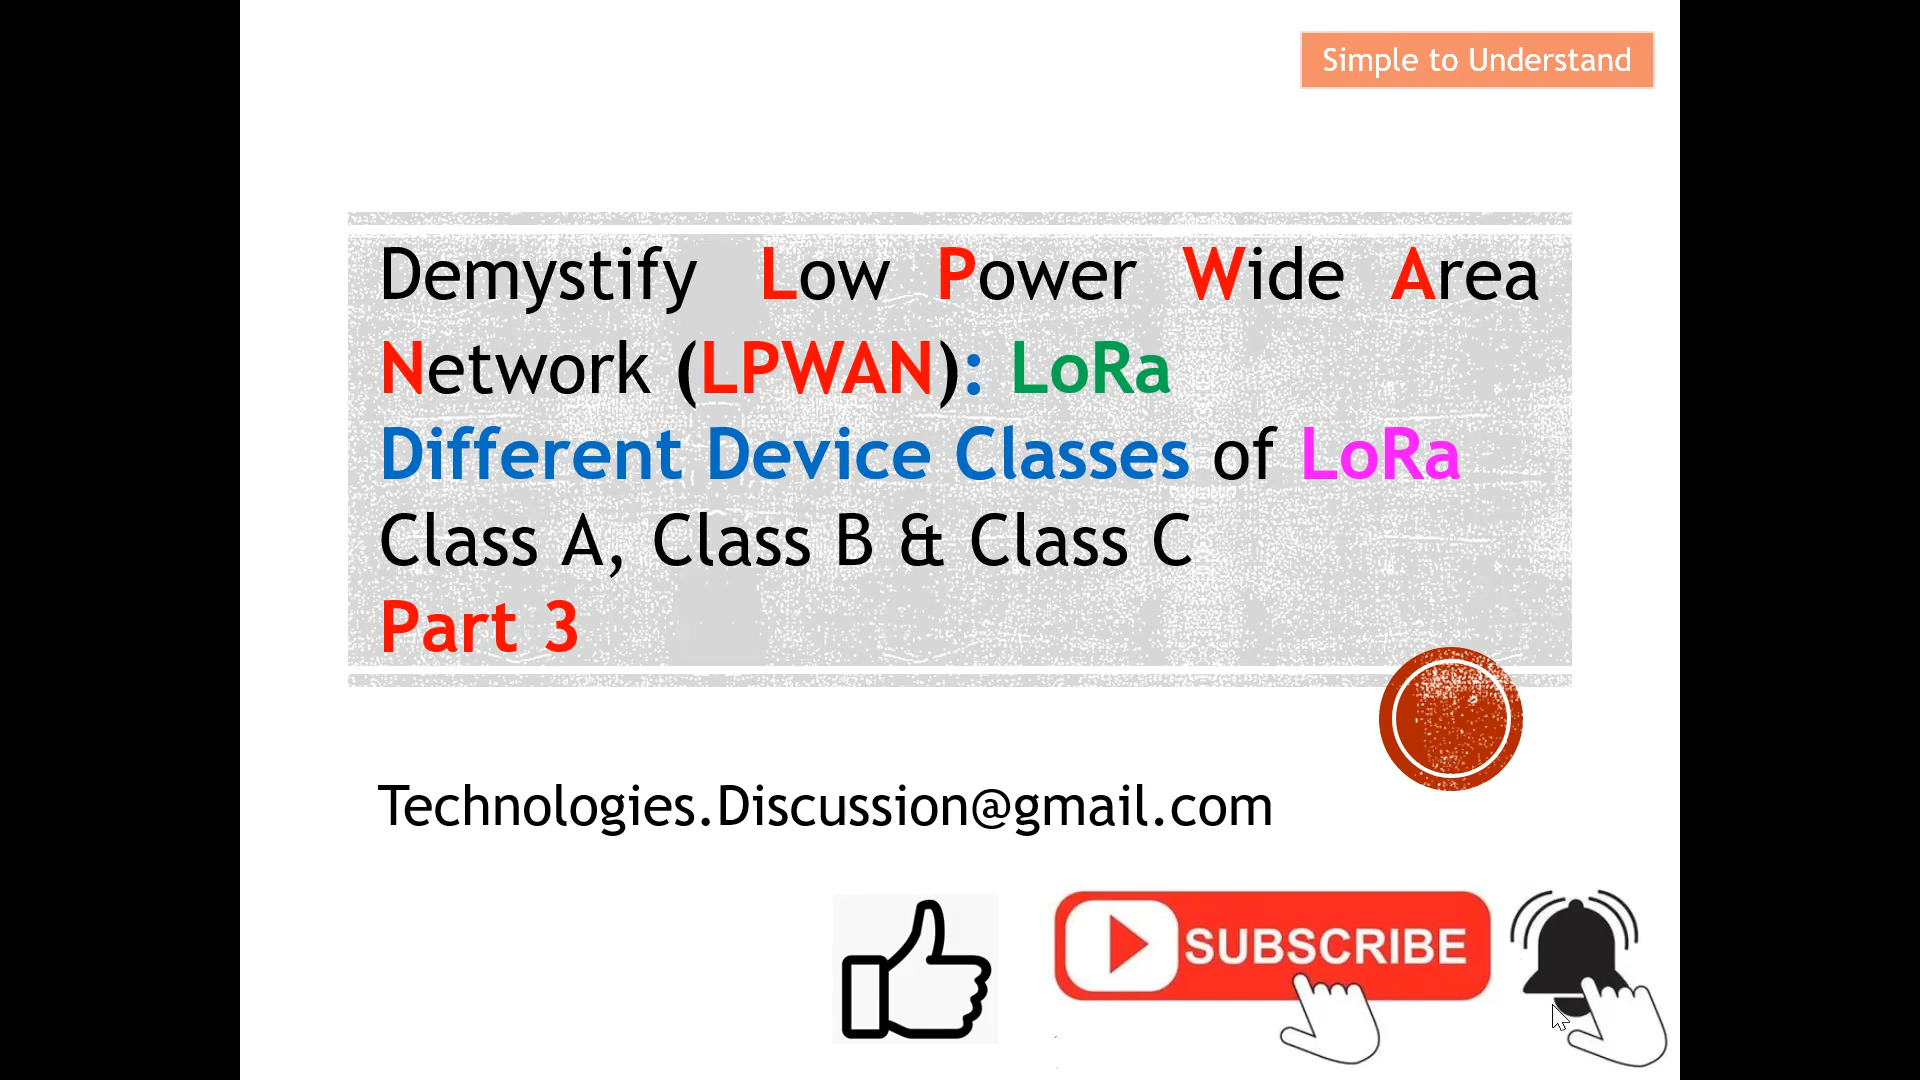 Simple to Understand
Demystify Low Power Wide Area
Network (LPWAN): LoRa
Different Device Classes of LoRa
Class A, Class B & Class C
Part 3
Technologies.Discussion@gmail.com
SUBSCRIBE